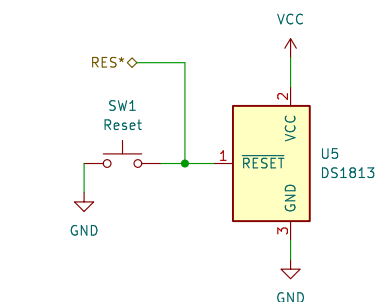 VCC
RES*
SW1
Reset
2
VCC
1
RESET
U5
DS1813
GND
3
GND
GND